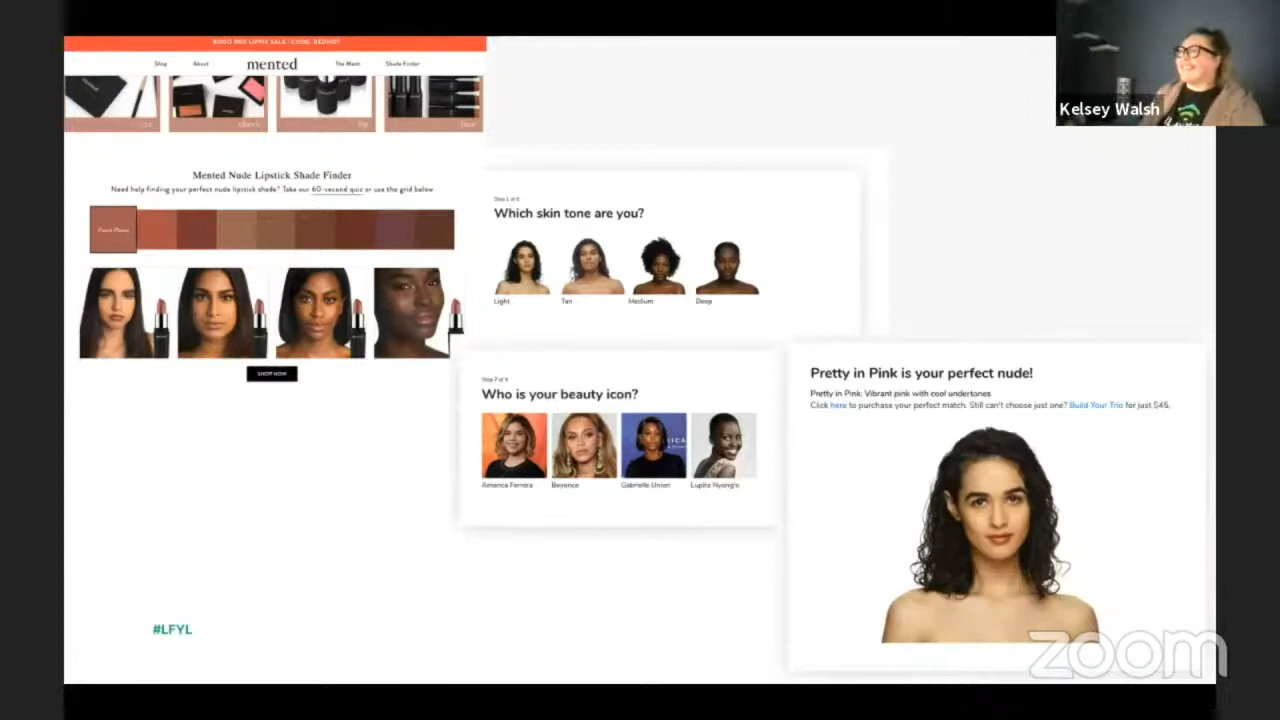 BOGO RED LIPPIE SALE | CODE: REDHOT
Shop About mented The Ment Shade Finder
cheek
lip
Mented Nude Lipstick Shade Finder
Need help finding your perfect nude lipstick shade? Take our 60-second quiz or use the grid below
Peach Please
SHOP NOW
#LFYL
Which skin tone are you?
Light Tan Medium Deep
Who is your beauty icon?
America Ferrera Beyonce Gabrielle Union Lupita Nyong'o
Pretty in Pink is your perfect nude!
Pretty in Pink: Vibrant pink with cool undertones
Click here to purchase your perfect match. Still can't choose just one? Build Your Trio for just $45.
Kelsey Walsh
zoom